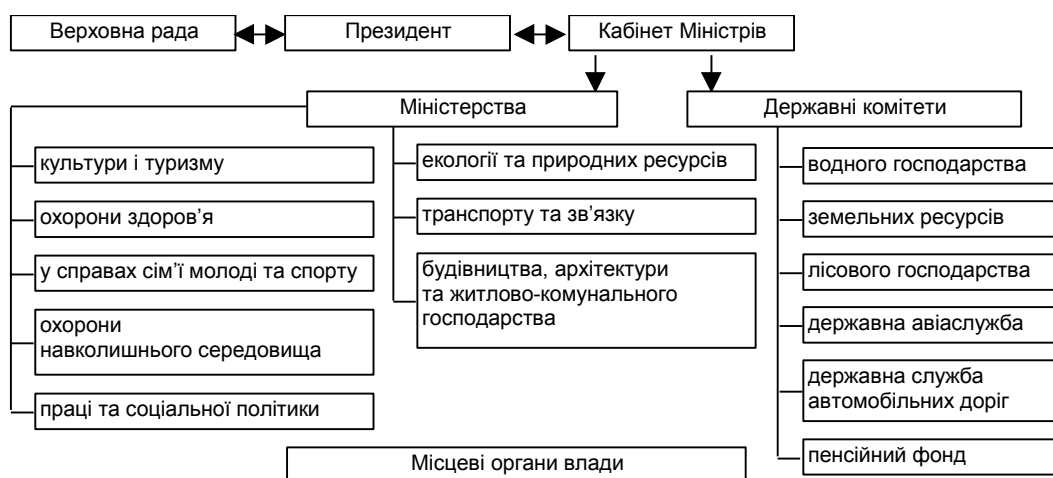 Верховна рада
Президент
Кабінет Міністрів
Міністерства
Державні комітети
культури і туризму
охорони здоров’я
у справах сім’ї молоді та спорту
охорони
навколишнього середовища
праці та соціальної політики
екології та природних ресурсів
транспорту та зв’язку
будівництва, архітектури
та житлово-комунального
господарства
водного господарства
земельних ресурсів
лісового господарства
державна авіаслужба
державна служба
автомобільних доріг
пенсійний фонд
Місцеві органи влади